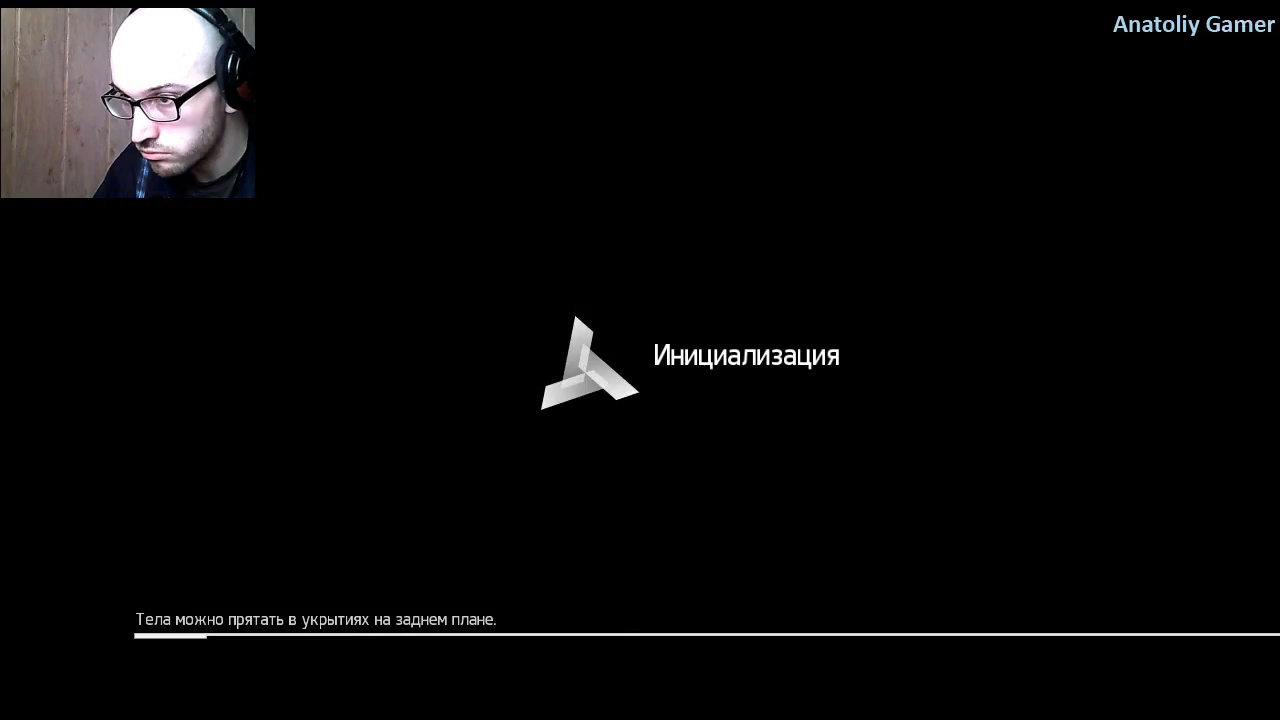 Anatoliy Gamer
Инициализация
Тела можно прятать в укрытиях на заднем плане.